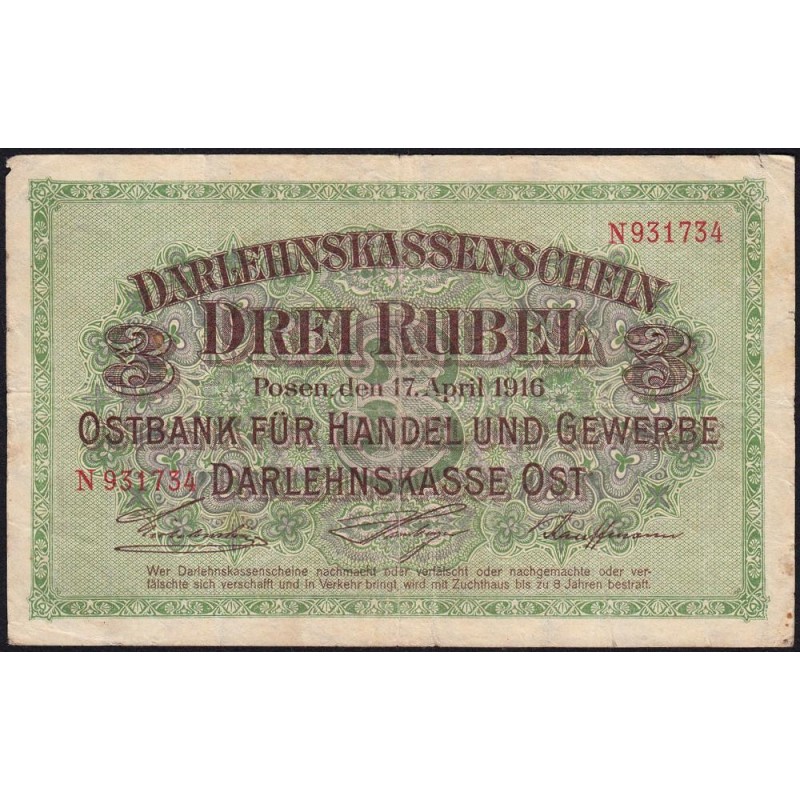 N931734
DARLEHNSKASSENSCHEIN
3 DREI RUBEL 3
Posen, den 17. April 1916
OSTBANK FÜR HANDEL UND GEWERBE
N931734 DARLEHNSKASSE OST
Kauffmann
Wer Darlehnskassenscheine nachmacht oder verfälscht oder nachgemachte oder ver-
fälschte sich verschafft und in Verkehr bringt wird mit Zuchthaus bis zu 8 Jahren bestraft.